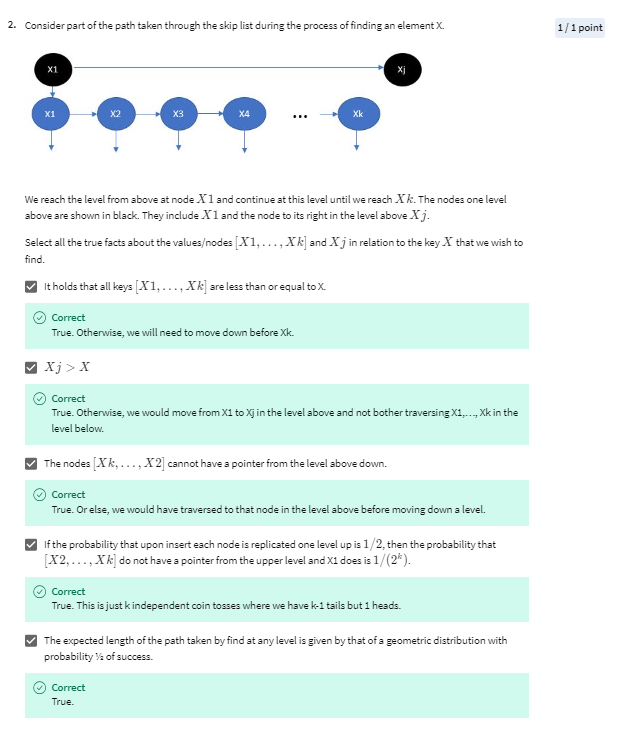 2. Consider part of the path taken through the skip list during the process of finding an element X.
1 / 1 point
X1
Xj
X1
X2
X3
X4
...
Xk
We reach the level from above at node X1 and continue at this level until we reach Xk. The nodes one level
above are shown in black. They include X1 and the node to its right in the level above Xj.
Select all the true facts about the values/nodes [X1, . . . , Xk] and Xj in relation to the key X that we wish to
find.
It holds that all keys [X1, . . . , Xk] are less than or equal to X.
Correct
True. Otherwise, we will need to move down before Xk.
Xj > X
Correct
True. Otherwise, we would move from X1 to Xj in the level above and not bother traversing X1,..., Xk in the
level below.
The nodes [Xk, . . . , X2] cannot have a pointer from the level above down.
Correct
True. Or else, we would have traversed to that node in the level above before moving down a level.
If the probability that upon insert each node is replicated one level up is 1/2, then the probability that
[X2, . . . , Xk] do not have a pointer from the upper level and X1 does is 1/(2^k).
Correct
True. This is just k independent coin tosses where we have k-1 tails but 1 heads.
The expected length of the path taken by find at any level is given by that of a geometric distribution with
probability ½ of success.
Correct
True.